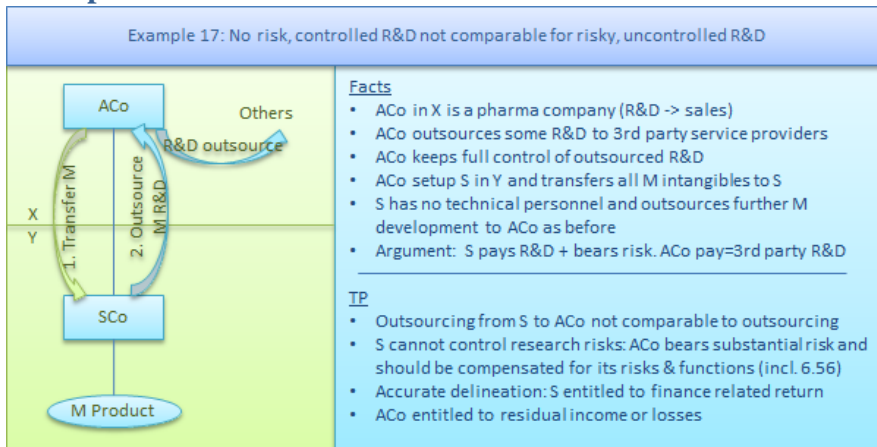 Example 17: No risk, controlled R&D not comparable for risky, uncontrolled R&D
ACo
Others
R&D outsource
1. Transfer M
2. Outsource
M R&D
X
Y
SCo
M Product
Facts
• ACo in X is a pharma company (R&D -> sales)
• ACo outsources some R&D to 3rd party service providers
• ACo keeps full control of outsourced R&D
• ACo setup S in Y and transfers all M intangibles to S
• S has no technical personnel and outsources further M
development to ACo as before
• Argument: S pays R&D + bears risk. ACo pay=3rd party R&D
TP
• Outsourcing from S to ACo not comparable to outsourcing
• S cannot control research risks: ACo bears substantial risk and
should be compensated for its risks & functions (incl. 6.56)
• Accurate delineation: S entitled to finance related return
• ACo entitled to residual income or losses